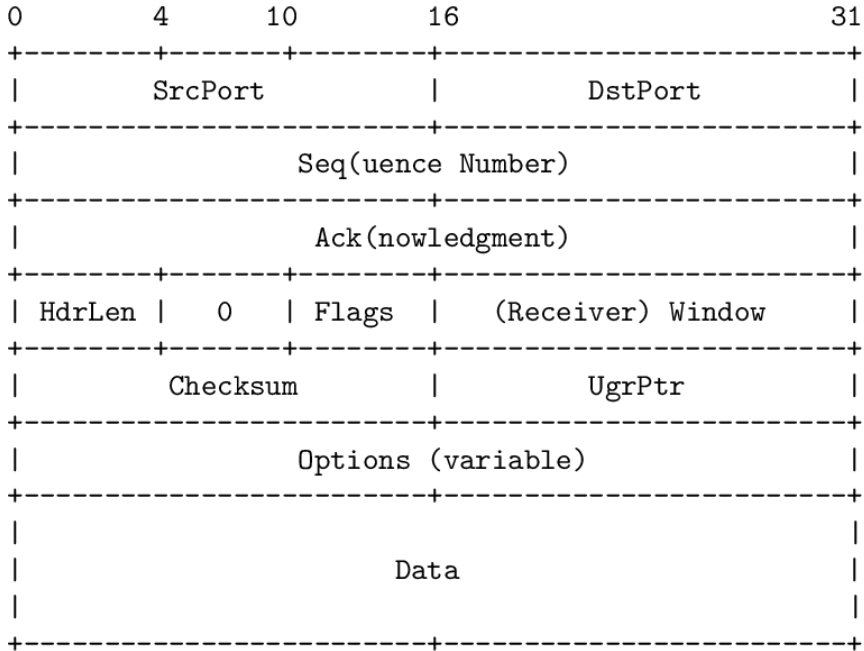 0 4 10 16 31
+--------+-------+--------+-----------------------+
| SrcPort | DstPort |
+-------------------------+-----------------------+
| Seq(uence Number) |
+-------------------------+-----------------------+
| Ack(nowledgment) |
+--------+-------+--------+-----------------------+
| HdrLen | 0 | Flags | (Receiver) Window |
+--------+-------+--------+-----------------------+
| Checksum | UgrPtr |
+-------------------------+-----------------------+
| Options (variable) |
+-------------------------+-----------------------+
| |
| Data |
| |
+-------------------------+-----------------------+